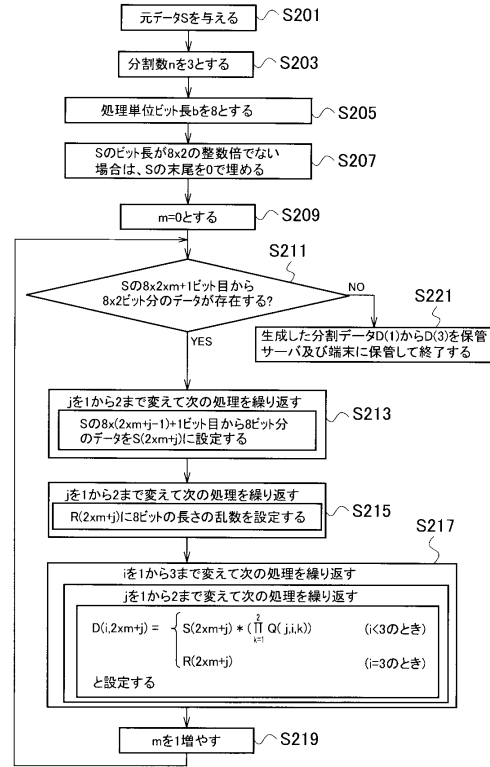 元データSを与える
S201
分割数nを3とする
S203
処理単位ビット長bを8とする
S205
Sのビット長が8x2の整数倍でない
場合は、Sの末尾を0で埋める
S207
m=0とする
S209
S211
Sの8x2xm+1ビット目から
8x2ビット分のデータが存在する?
NO
YES
S221
生成した分割データD(1)からD(3)を保管
サーバ及び端末に保管して終了する
jを1から2まで変えて次の処理を繰り返す
S213
Sの8x(2xm+j-1)+1ビット目から8ビット分
のデータをS(2xm+j)に設定する
jを1から2まで変えて次の処理を繰り返す
S215
R(2xm+j)に8ビットの長さの乱数を設定する
S217
iを1から3まで変えて次の処理を繰り返す
jを1から2まで変えて次の処理を繰り返す
D(i,2xm+j) = { S(2xm+j) * (∏ k=1 2 Q( j,i,k)) (i<3のとき)
R(2xm+j) (i=3のとき)
と設定する
mを1増やす
S219